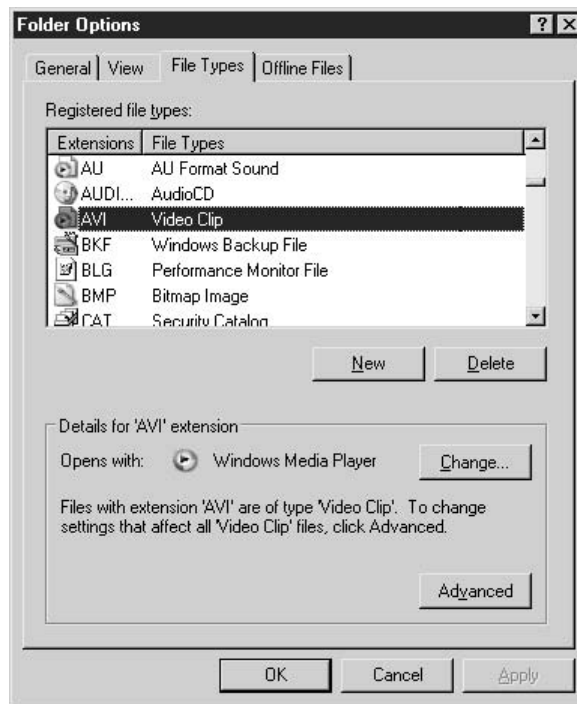 Folder Options
General View File Types Offline Files
Registered file types:
Extensions File Types
AU AU Format Sound
AUDI... AudioCD
AVI Video Clip
BKF Windows Backup File
BLG Performance Monitor File
BMP Bitmap Image
CAT Security Catalog
New Delete
Details for 'AVI' extension
Opens with: Windows Media Player Change...
Files with extension 'AVI' are of type 'Video Clip'. To change
settings that affect all 'Video Clip' files, click Advanced.
Advanced
OK Cancel Apply